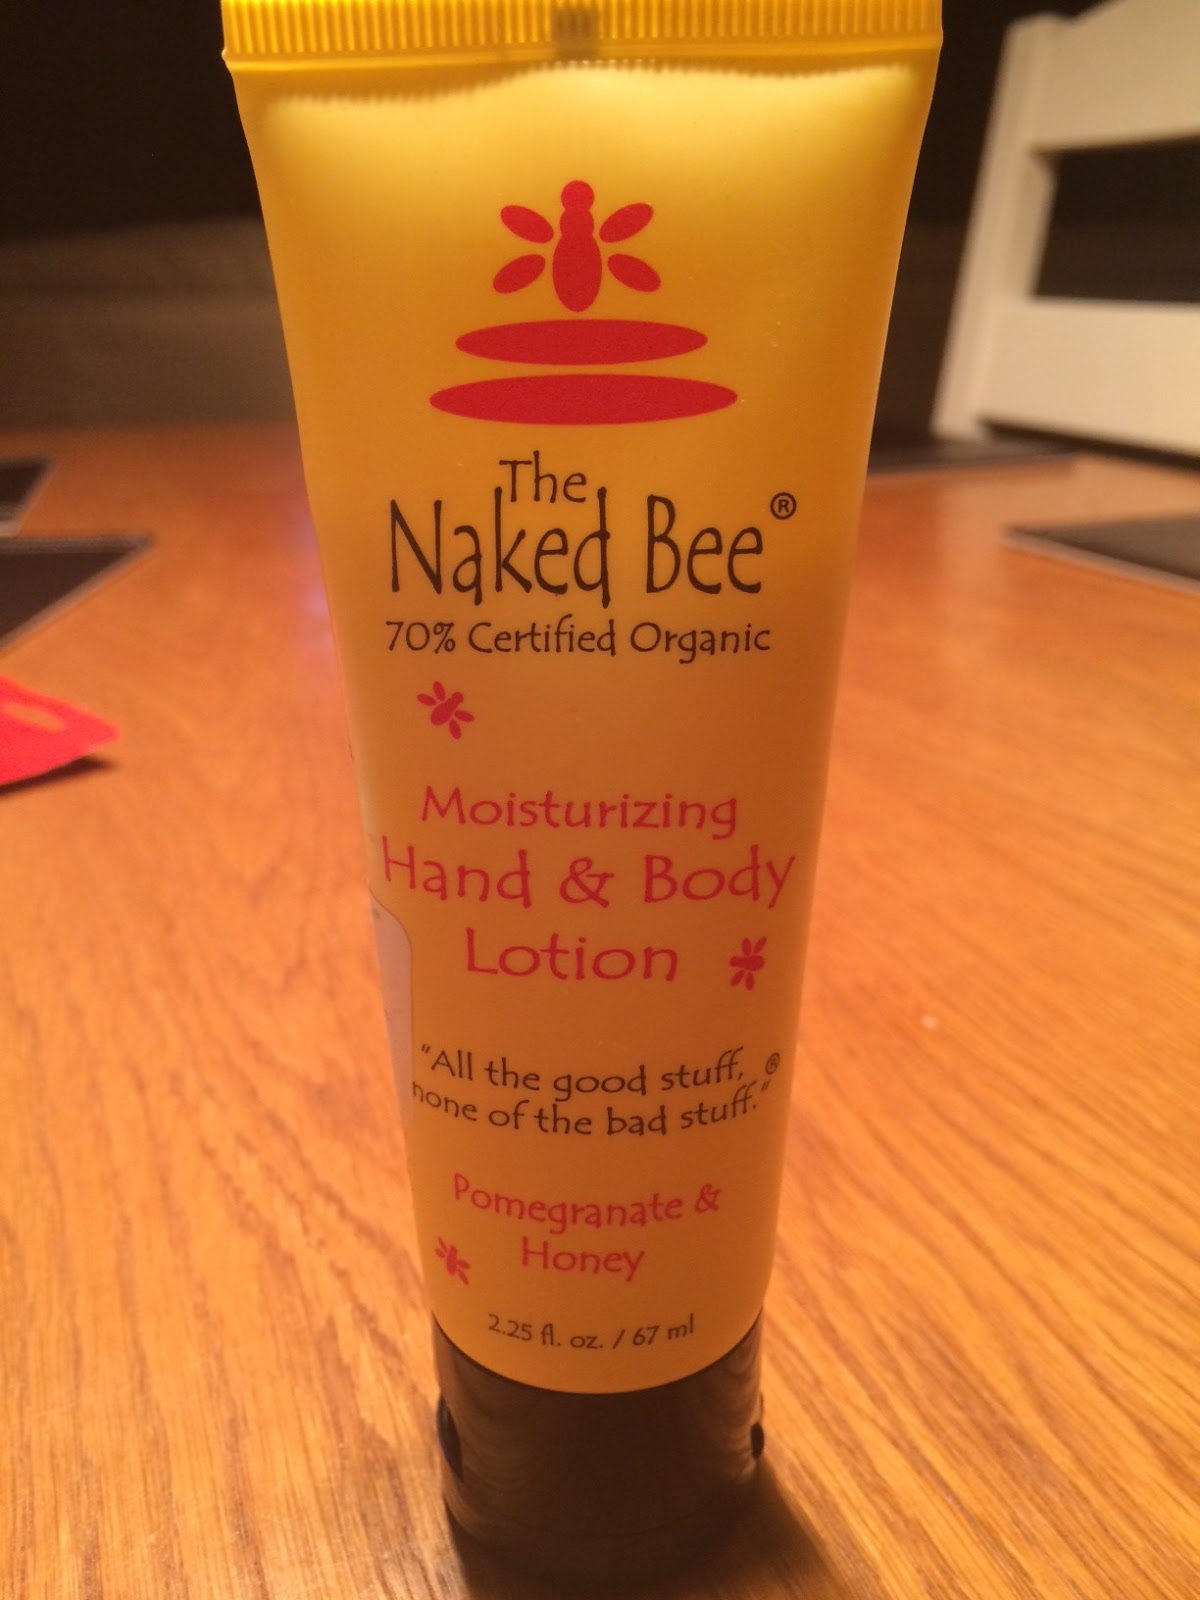 The
Naked Bee®
70% Certified Organic
Moisturizing
Hand & Body
Lotion
"All the good stuff,
none of the bad stuff."®
Pomegranate &
Honey
2.25 fl. oz. / 67 ml